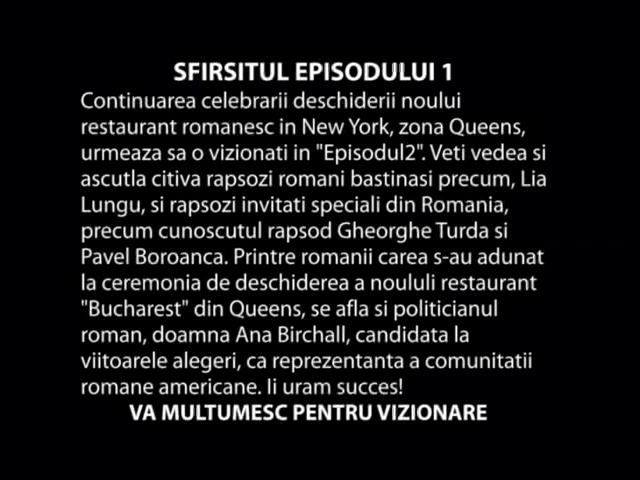 SFIRSITUL EPISODULUI 1
Continuarea celebrarii deschiderii noului
restaurant romanesc in New York, zona Queens,
urmeaza sa o vizionati in "Episodul2". Veti vedea si
ascutla citiva rapsozi romani bastinasi precum, Lia
Lungu, si rapsozi invitati speciali din Romania,
precum cunoscutul rapsod Gheorghe Turda si
Pavel Boroanca. Printre romanii carea s-au adunat
la ceremonia de deschiderea a noululi restaurant
"Bucharest" din Queens, se afla si politicianul
roman, doamna Ana Birchall, candidata la
viitoarele alegeri, ca reprezentanta a comunitatii
romane americane. Ii uram succes!
VA MULTUMESC PENTRU VIZIONARE